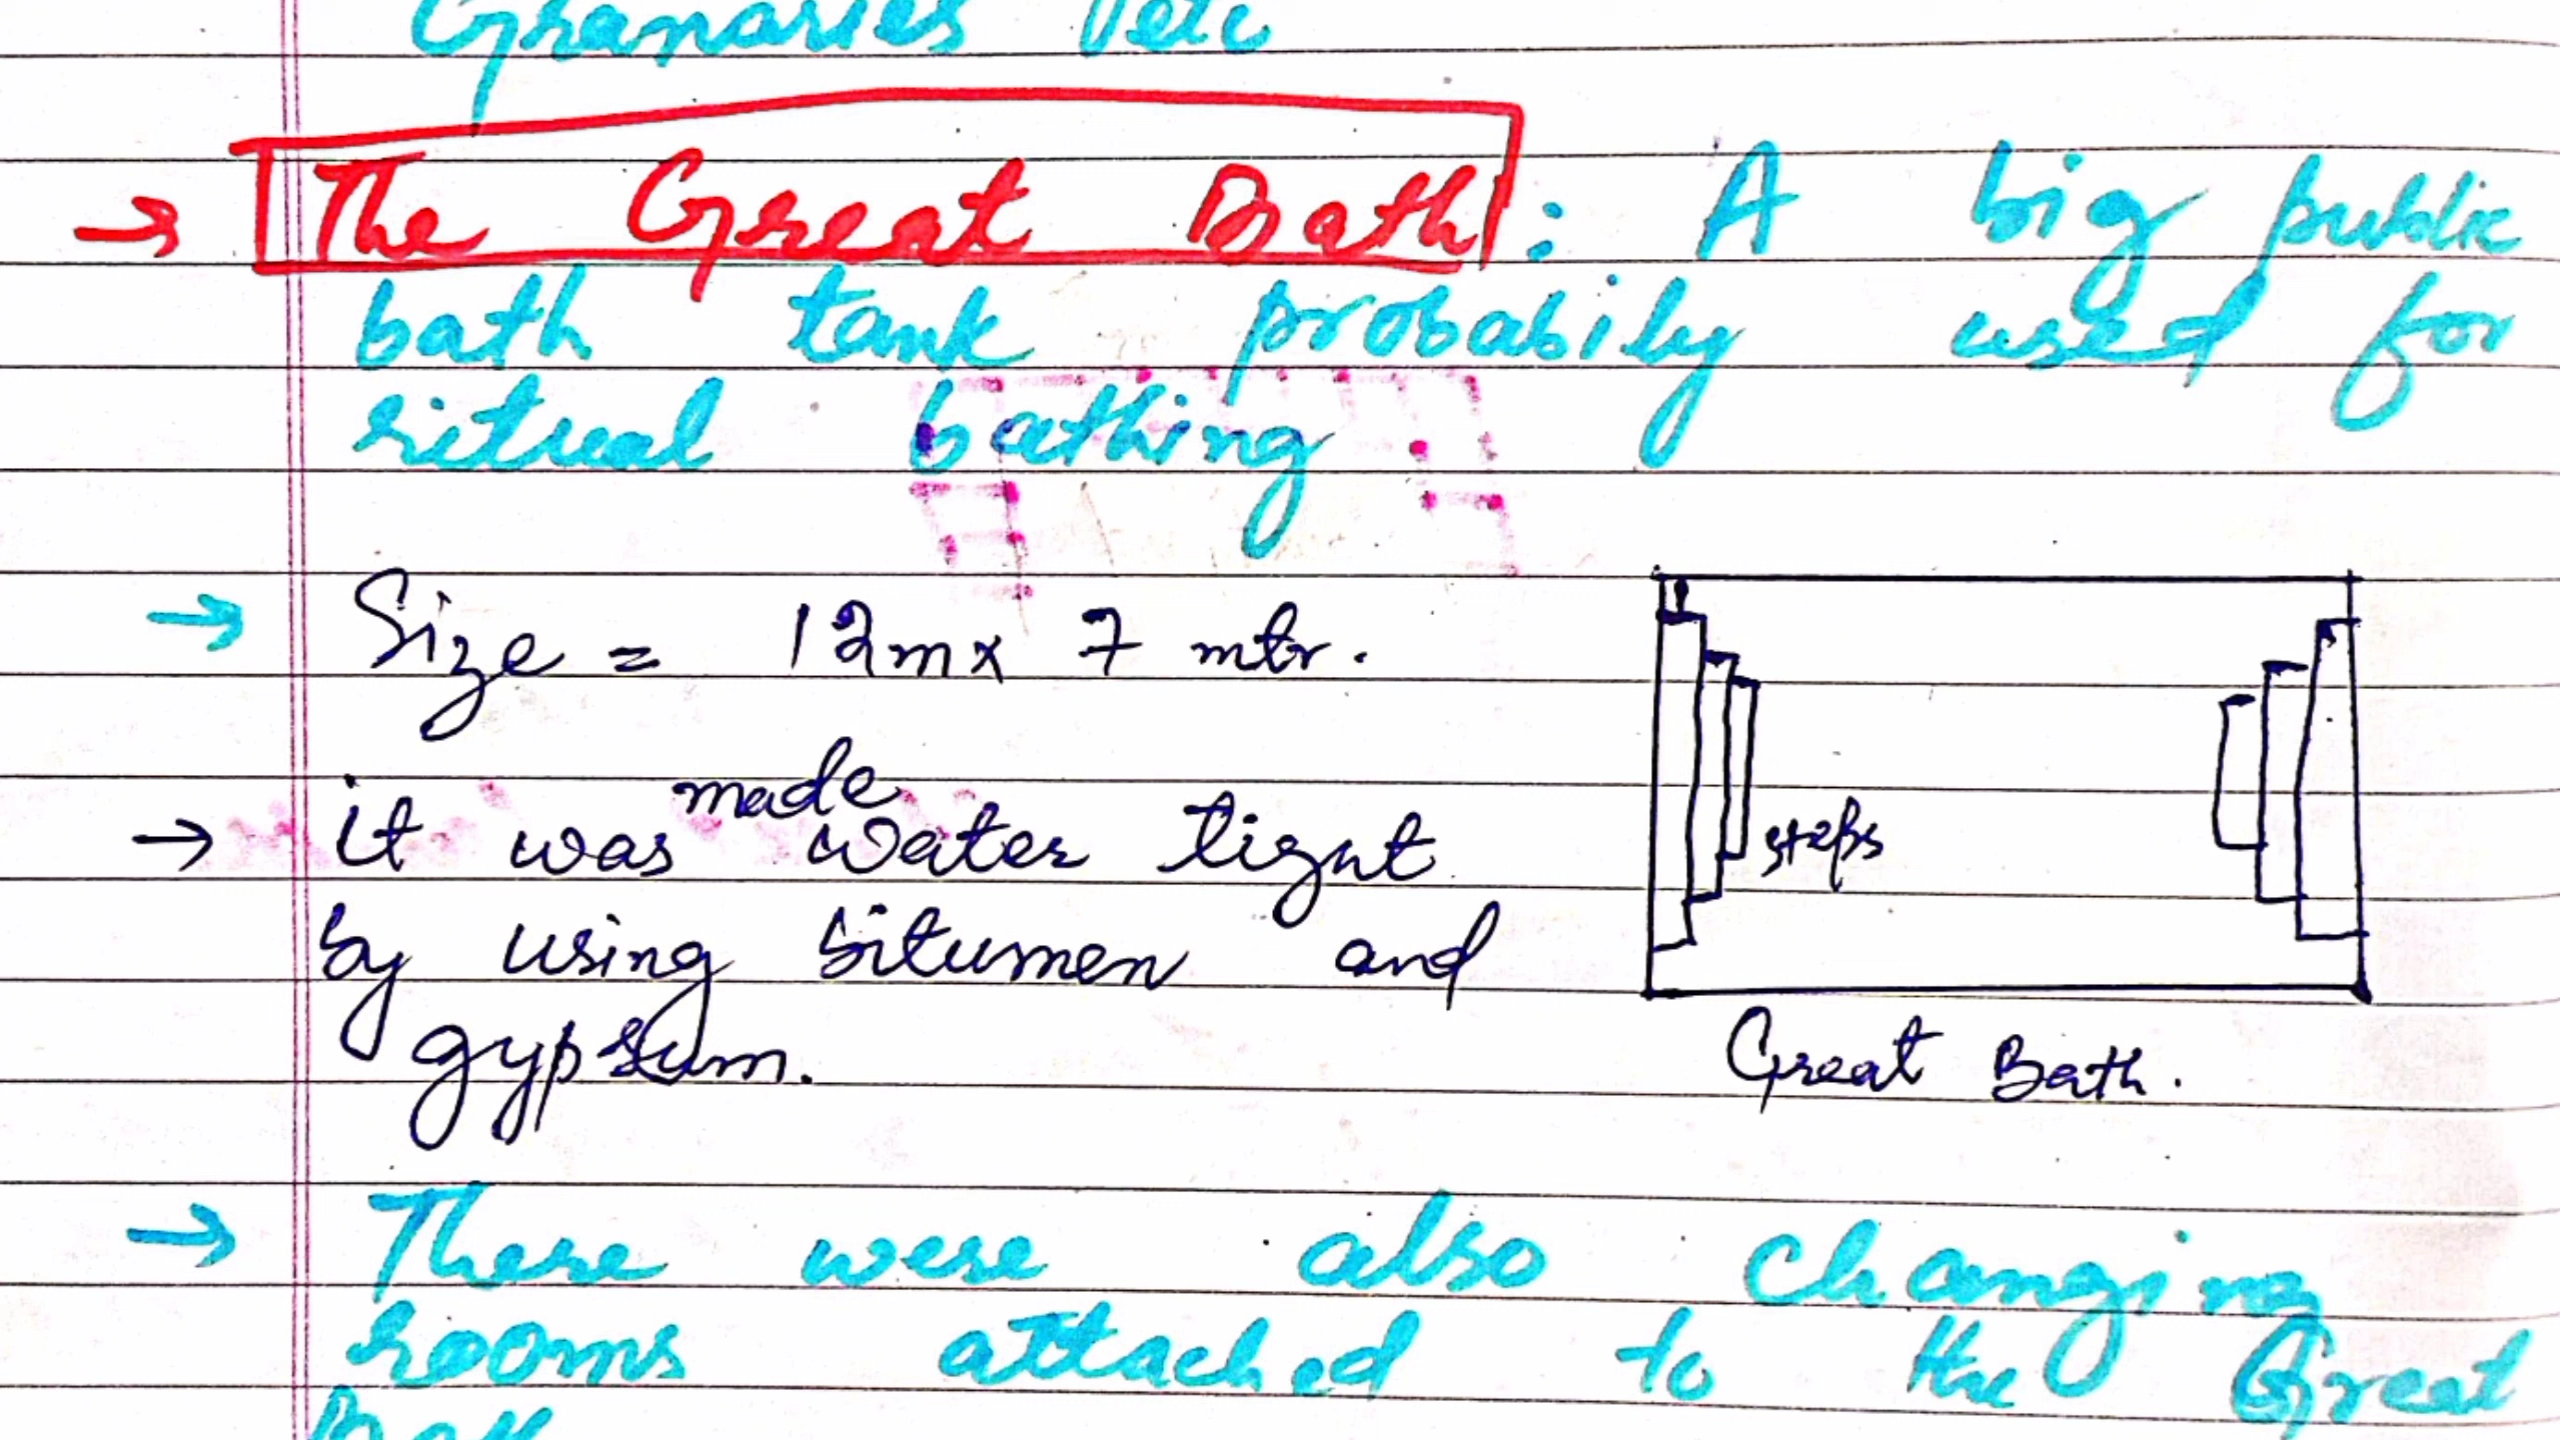 Granaries etc
→ The Great Bath : A big public
bath tank probabily used for
ritual bathing
→ Size = 12m x 7 mtr.
→ it was made water tignt
by using bitumen and
gypsum.
steps
Great Bath.
→ There were also changing
rooms attached to the Great